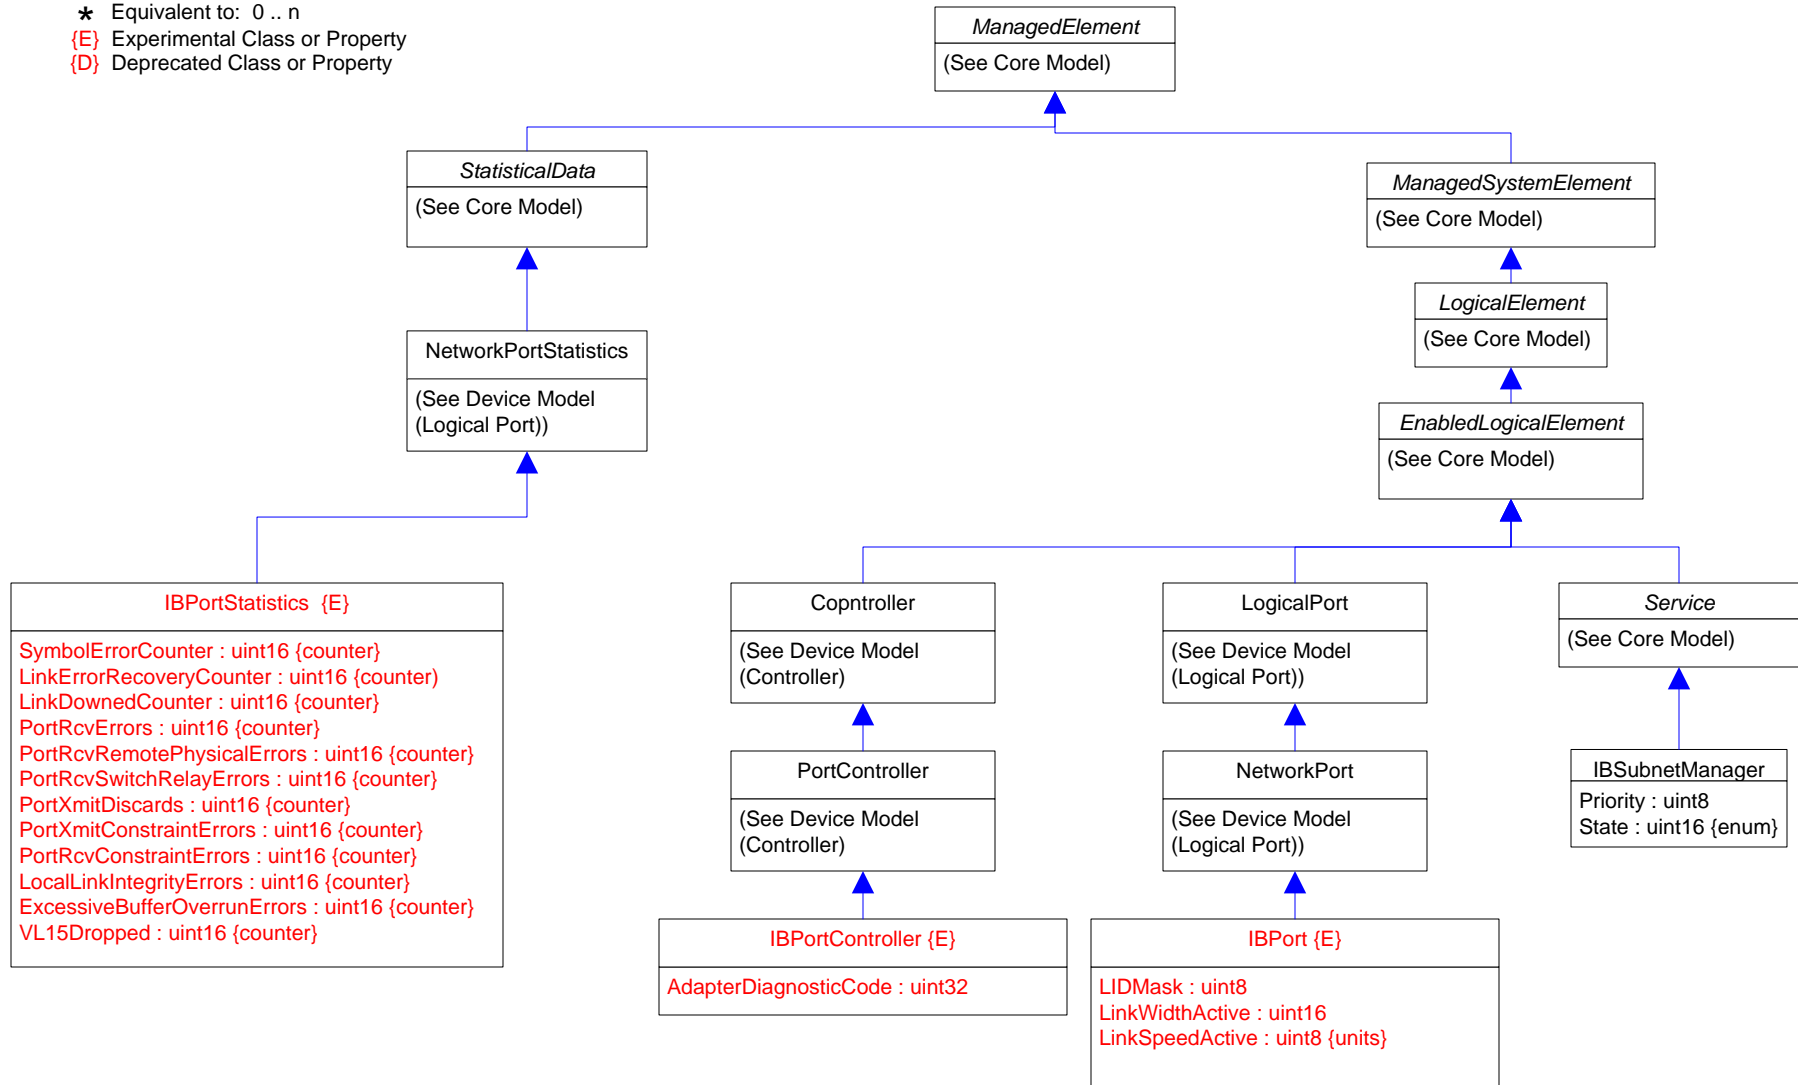 * Equivalent to: 0 .. n
{E} Experimental Class or Property
{D} Deprecated Class or Property
ManagedElement
(See Core Model)
StatisticalData
(See Core Model)
ManagedSystemElement
(See Core Model)
LogicalElement
(See Core Model)
NetworkPortStatistics
(See Device Model
(Logical Port))
EnabledLogicalElement
(See Core Model)
IBPortStatistics {E}
SymbolErrorCounter : uint16 {counter}
LinkErrorRecoveryCounter : uint16 {counter)
LinkDownedCounter : uint16 {counter}
PortRcvErrors : uint16 {counter}
PortRcvRemotePhysicalErrors : uint16 {counter}
PortRcvSwitchRelayErrors : uint16 {counter}
PortXmitDiscards : uint16 {counter}
PortXmitConstraintErrors : uint16 {counter}
PortRcvConstraintErrors : uint16 {counter}
LocalLinkIntegrityErrors : uint16 {counter}
ExcessiveBufferOverrunErrors : uint16 {counter}
VL15Dropped : uint16 {counter}
Copntroller
(See Device Model
(Controller)
LogicalPort
(See Device Model
(Logical Port))
Service
(See Core Model)
PortController
(See Device Model
(Controller)
NetworkPort
(See Device Model
(Logical Port))
IBSubnetManager
Priority : uint8
State : uint16 {enum}
IBPortController {E}
AdapterDiagnosticCode : uint32
IBPort {E}
LIDMask : uint8
LinkWidthActive : uint16
LinkSpeedActive : uint8 {units}